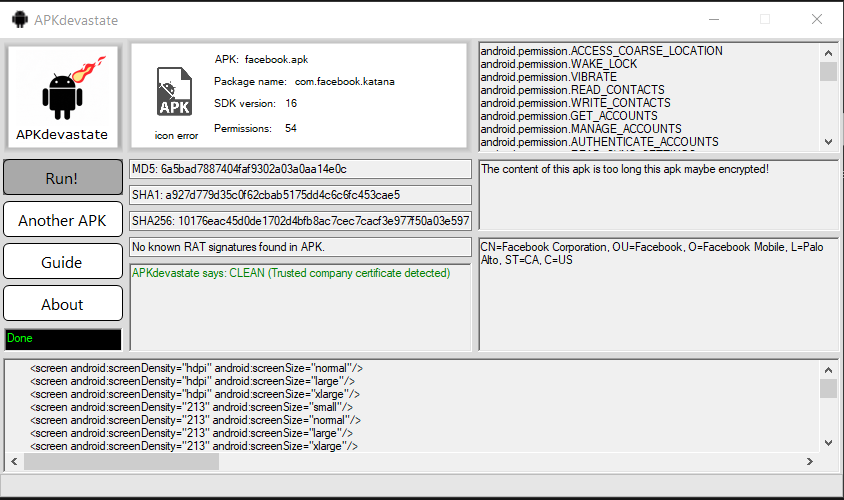 APKdevastate
APKdevastate
APK: facebook.apk
Package name: com.facebook.katana
SDK version: 16
Permissions: 54
APK
icon error
android.permission.ACCESS_COARSE_LOCATION
android.permission.WAKE_LOCK
android.permission.VIBRATE
android.permission.READ_CONTACTS
android.permission.WRITE_CONTACTS
android.permission.GET_ACCOUNTS
android.permission.MANAGE_ACCOUNTS
android.permission.AUTHENTICATE_ACCOUNTS
Run!
Another APK
Guide
About
Done
MD5: 6a5bad7887404faf9302a03a0aa14e0c
SHA1: a927d779d35c0f62cbab5175dd4c6c6fc453cae5
SHA256: 10176eac45d0de1702d4bfb8ac7cec7cacf3e977f50a03e597
No known RAT signatures found in APK.
APKdevastate says: CLEAN (Trusted company certificate detected)
The content of this apk is too long this apk maybe encrypted!
CN=Facebook Corporation, OU=Facebook, O=Facebook Mobile, L=Palo
Alto, ST=CA, C=US
<screen android:screenDensity="hdpi" android:screenSize="normal"/>
<screen android:screenDensity="hdpi" android:screenSize="large"/>
<screen android:screenDensity="hdpi" android:screenSize="xlarge"/>
<screen android:screenDensity="213" android:screenSize="small"/>
<screen android:screenDensity="213" android:screenSize="normal"/>
<screen android:screenDensity="213" android:screenSize="large"/>
<screen android:screenDensity="213" android:screenSize="xlarge"/>